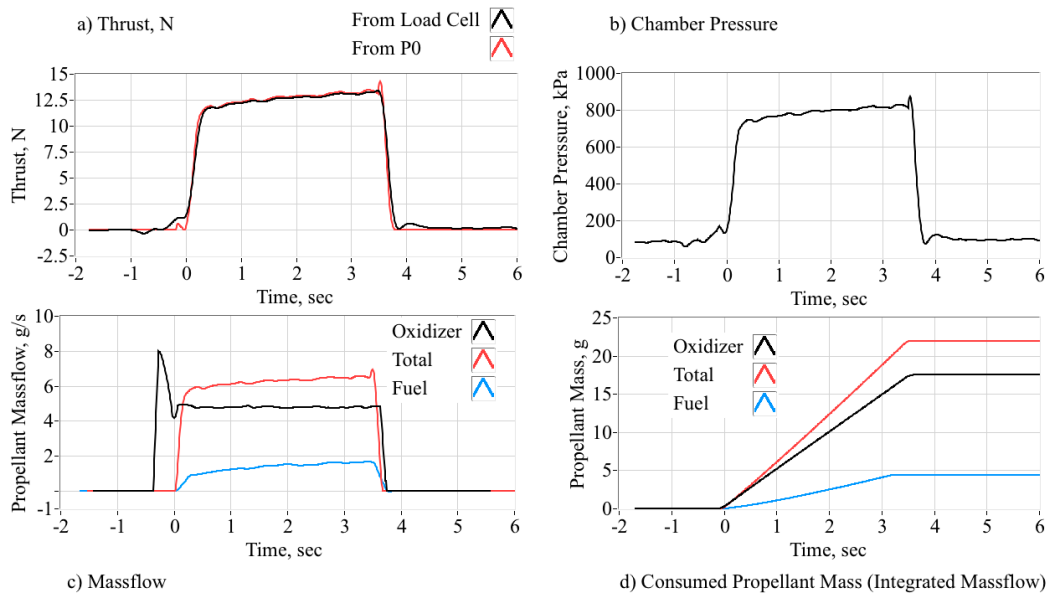 a) Thrust, N
From Load Cell
From P0
b) Chamber Pressure
15
12.5
10
7.5
5
2.5
0
-2.5
Thrust, N
-2 -1 0 1 2 3 4 5 6
Time, sec
1000
800
600
400
200
0
Chamber Prerssure, kPa
-2 -1 0 1 2 3 4 5 6
Time, sec
10
8
6
4
2
-1
Propellant Massflow, g/s
Oxidizer
Total
Fuel
-2 -1 0 1 2 3 4 5 6
Time, sec
25
20
15
10
5
0
Propellant Mass, g
Oxidizer
Total
Fuel
-2 -1 0 1 2 3 4 5 6
Time, sec
c) Massflow
d) Consumed Propellant Mass (Integrated Massflow)